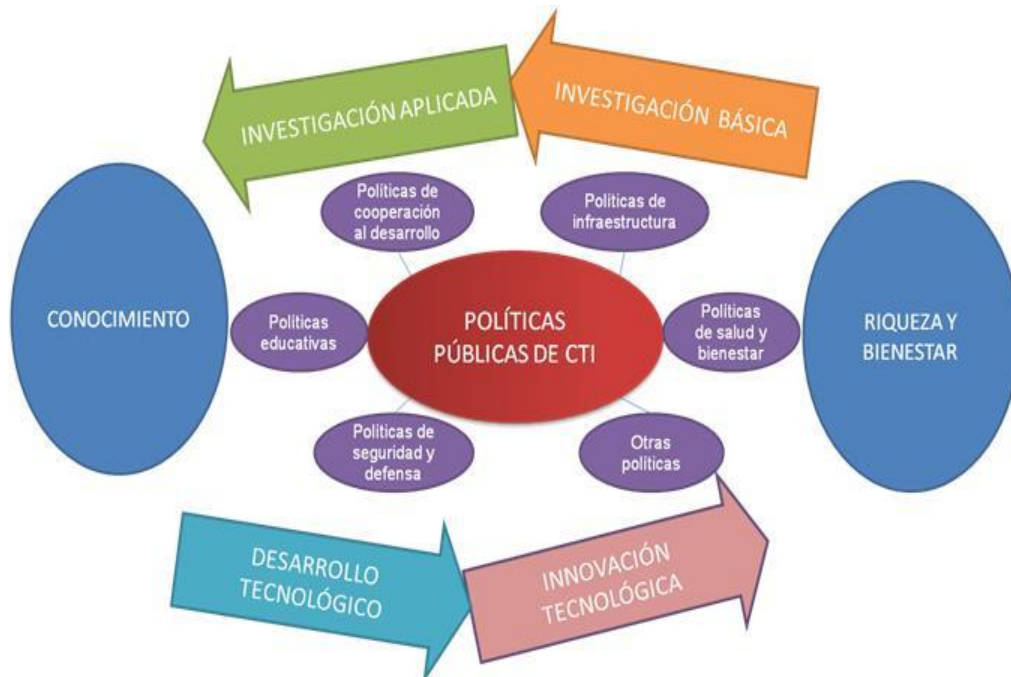 INVESTIGACIÓN APLICADA
INVESTIGACIÓN BÁSICA
Políticas de
cooperación
al desarrollo
Políticas de
infraestructura
CONOCIMIENTO
Políticas
educativas
POLÍTICAS
PÚBLICAS DE CTI
Políticas
de salud y
bienestar
RIQUEZA Y
BIENESTAR
Políticas de
seguridad y
defensa
Otras
políticas
DESARROLLO
TECNOLÓGICO
INNOVACIÓN
TECNOLÓGICA